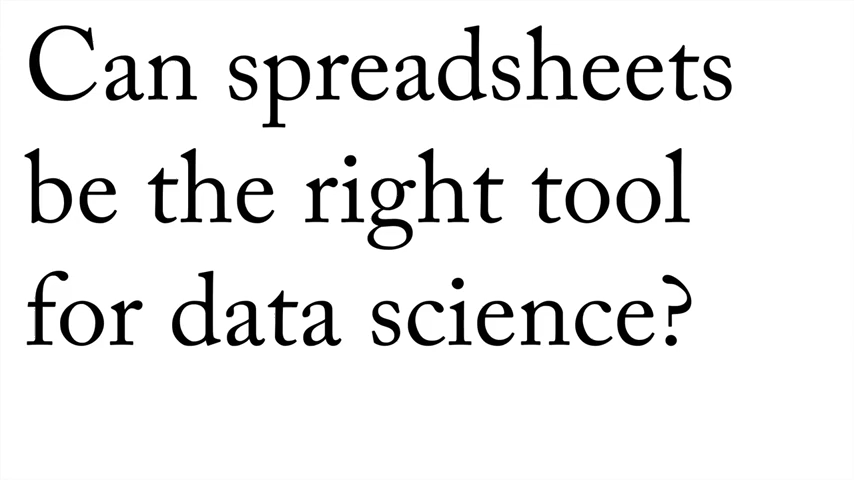 Can spreadsheets
be the right tool
for data science?